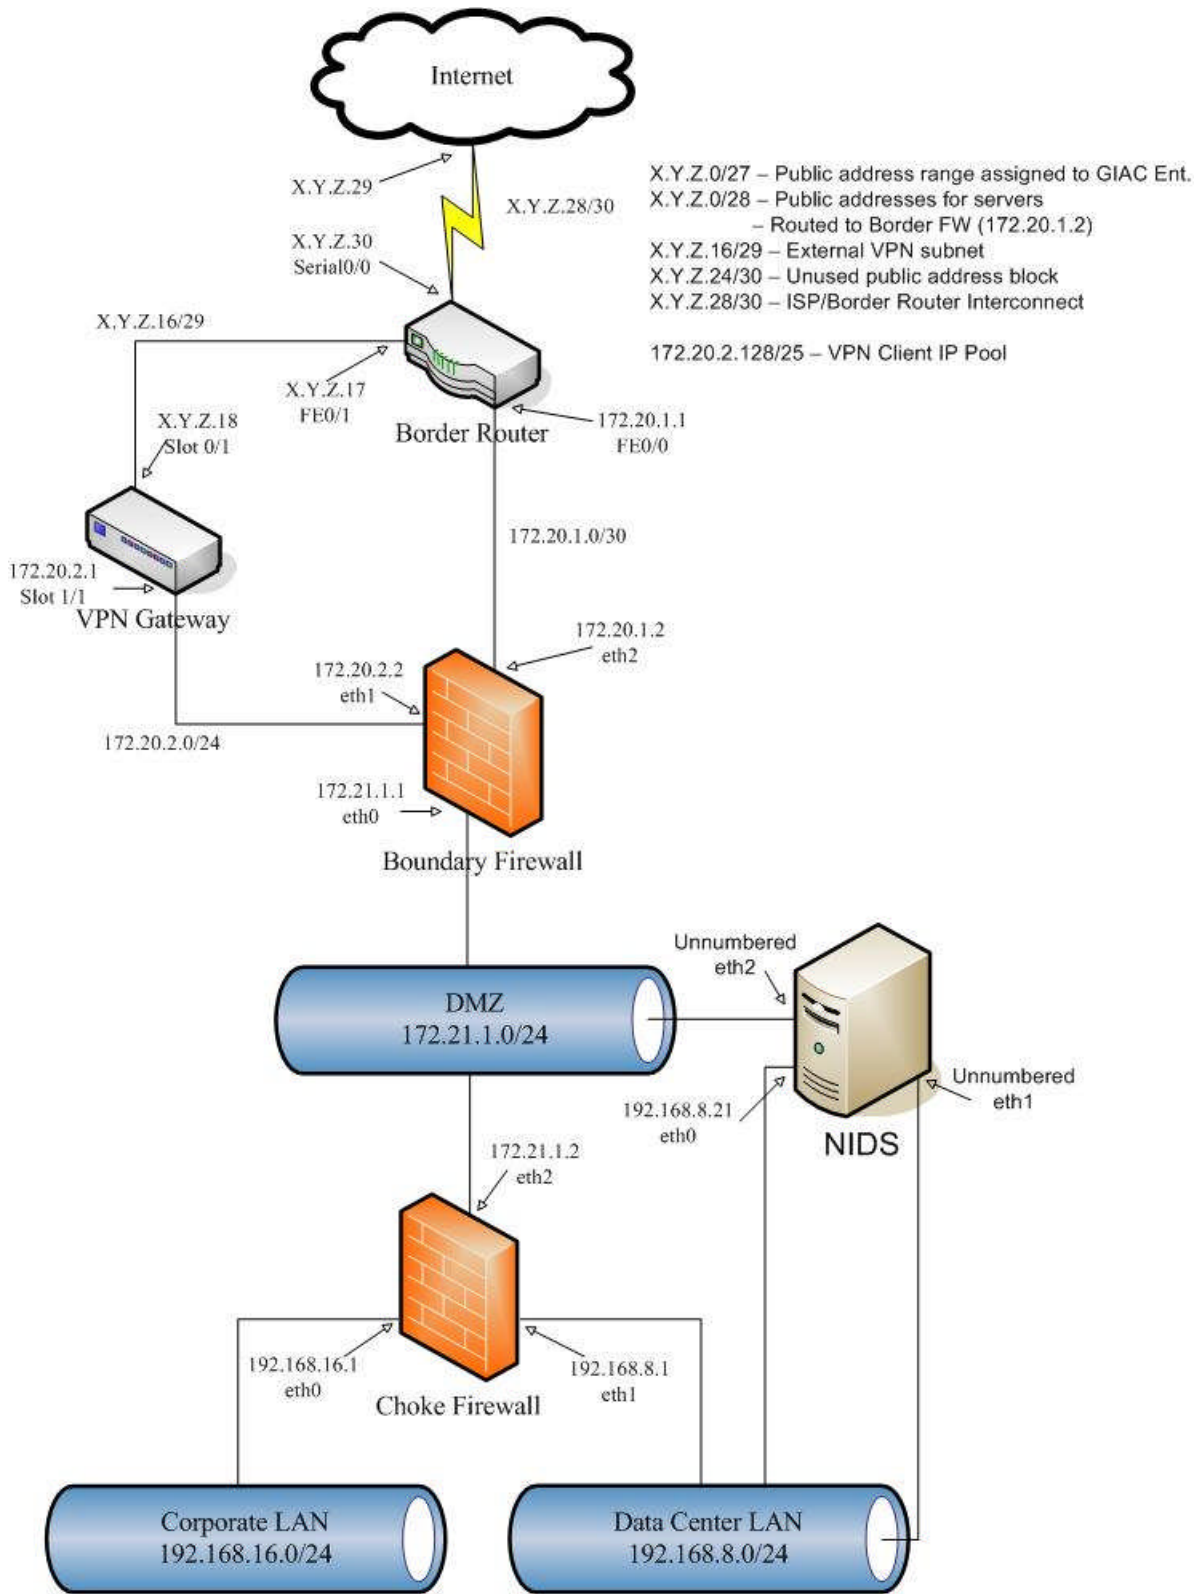 Internet
X.Y.Z.29
X.Y.Z.28/30
X.Y.Z.0/27 – Public address range assigned to GIAC Ent.
X.Y.Z.0/28 – Public addresses for servers
– Routed to Border FW (172.20.1.2)
X.Y.Z.16/29 – External VPN subnet
X.Y.Z.24/30 – Unused public address block
X.Y.Z.28/30 – ISP/Border Router Interconnect
172.20.2.128/25 – VPN Client IP Pool
X.Y.Z.30
Serial0/0
X,Y.Z.16/29
X.Y.Z.17
FE0/1
X.Y.Z.18
Slot 0/1
Border Router
172.20.1.1
FE0/0
172.20.1.0/30
172.20.2.1
Slot 1/1
VPN Gateway
172.20.1.2
eth2
172.20.2.2
eth1
172.20.2.0/24
172.21.1.1
eth0
Boundary Firewall
DMZ
172.21.1.0/24
Unnumbered
eth2
Unnumbered
eth1
192.168.8.21
eth0
NIDS
172.21.1.2
eth2
192.168.16.1
eth0
192.168.8.1
eth1
Choke Firewall
Corporate LAN
192.168.16.0/24
Data Center LAN
192.168.8.0/24